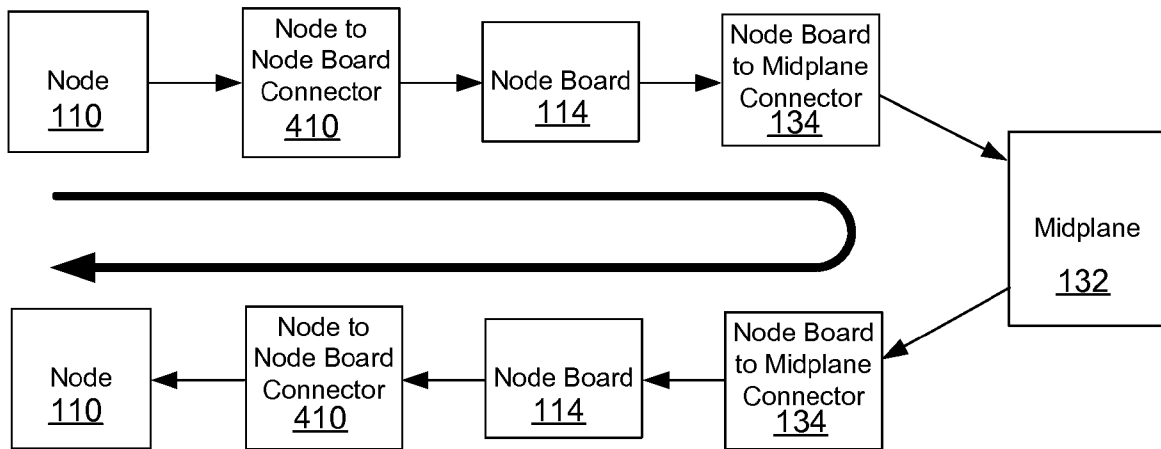 Node
110
Node to
Node Board
Connector
410
Node Board
114
Node Board
to Midplane
Connector
134
Midplane
132
Node
110
Node to
Node Board
Connector
410
Node Board
114
Node Board
to Midplane
Connector
134